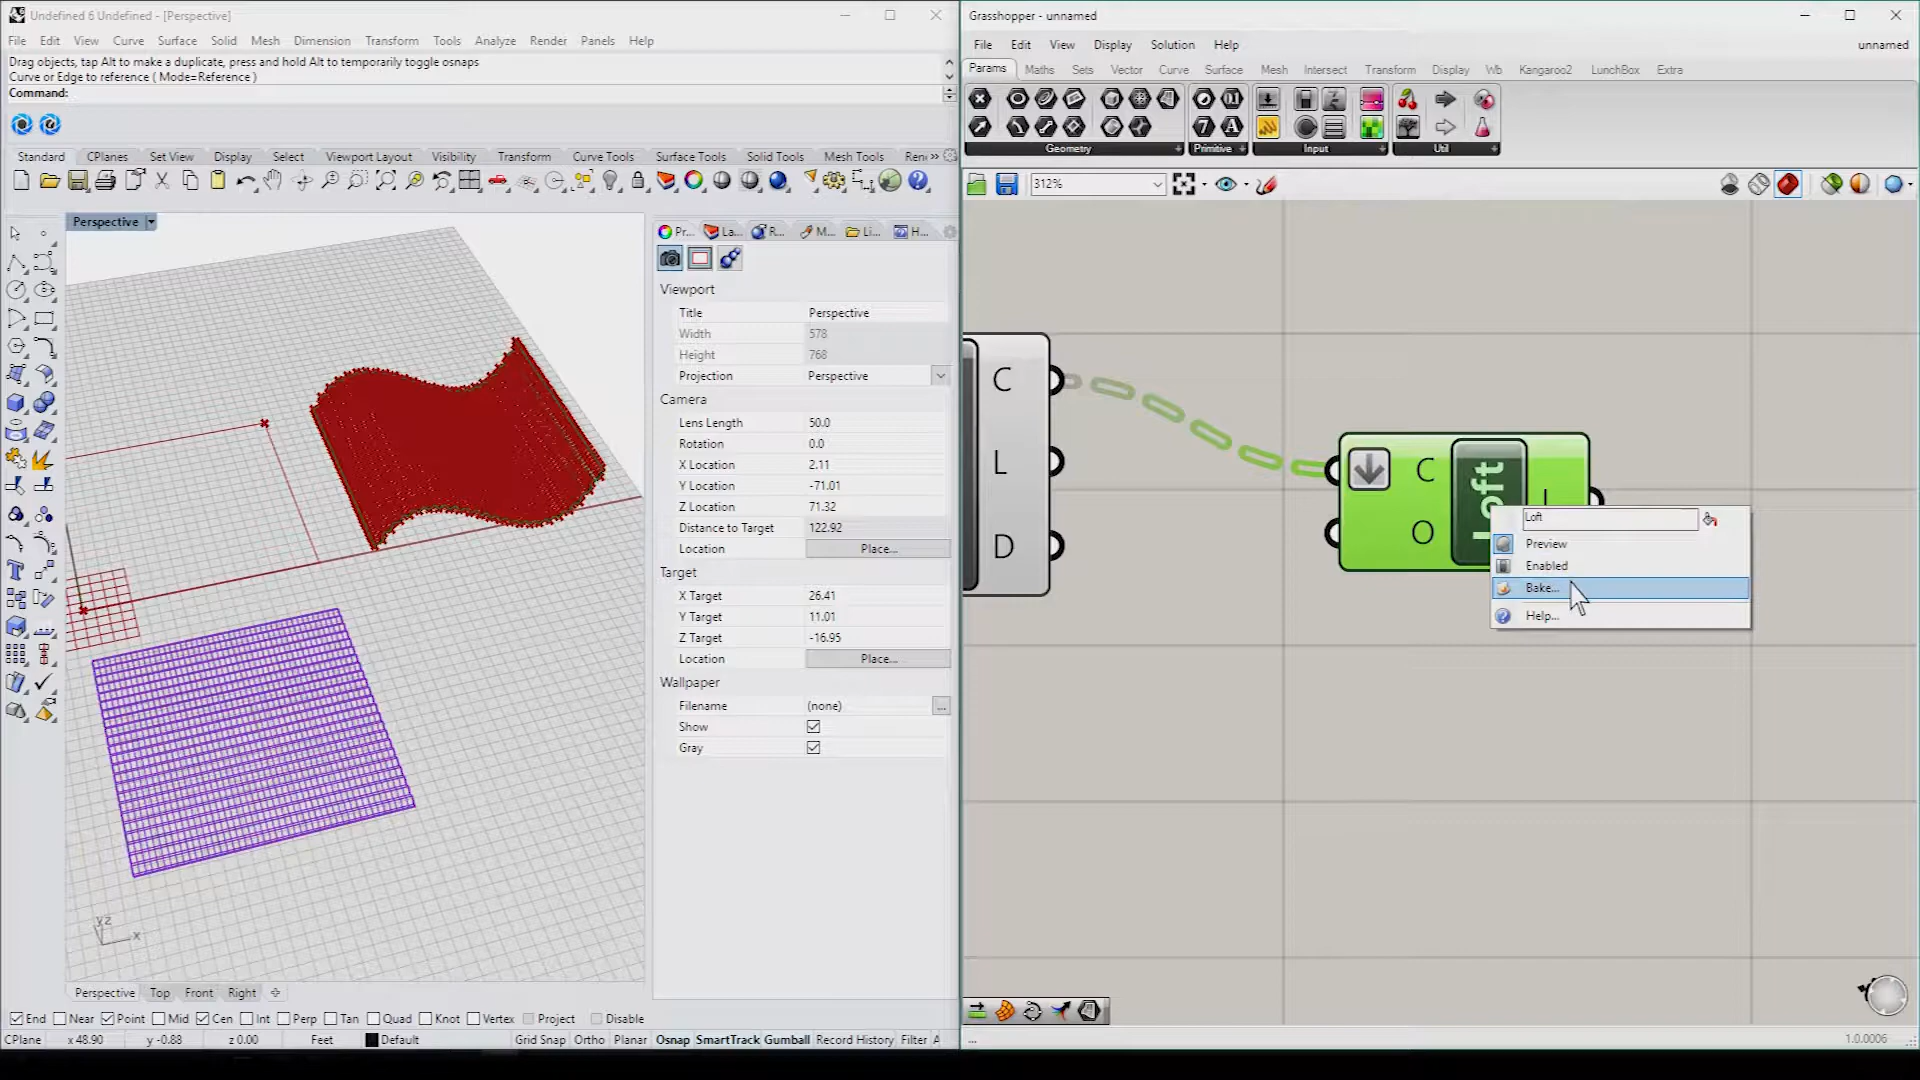 Undefined 6 Undefined - [Perspective]
File Edit View Curve Surface Solid Mesh Dimension Transform Tools Analyze Render Panels Help
Drag objects, tap Alt to make a duplicate, press and hold Alt to temporarily toggle osnaps
Curve or Edge to reference ( Mode=Reference )
Command:
Standard CPlanes Set View Display Select Viewport Layout Visibility Transform Curve Tools Surface Tools Solid Tools Mesh Tools Ren »
Perspective
Pr... La... R... M... Li... H...
Viewport
Title Perspective
Width 578
Height 768
Projection Perspective
Camera
Lens Length 50.0
Rotation 0.0
X Location 2.11
Y Location -71.01
Z Location 71.32
Distance to Target 122.92
Location Place...
Target
X Target 26.41
Y Target 11.01
Z Target -16.95
Location Place...
Wallpaper
Filename (none) ...
Show
Gray
y z
x
Perspective Top Front Right
End Near Point Mid Cen Int Perp Tan Quad Knot Vertex Project Disable
CPlane x 48.90 y -0.88 z 0.00 Feet Default Grid Snap Ortho Planar Osnap SmartTrack Gumball Record History Filter A
Grasshopper - unnamed
File Edit View Display Solution Help unnamed
Params Maths Sets Vector Curve Surface Mesh Intersect Transform Display Wb Kangaroo2 LunchBox Extra
Geometry Primitive Input Util
312%
C
L
D
C
O
Loft
L
Loft
Preview
Enabled
Bake...
Help...
... 1.0.0006